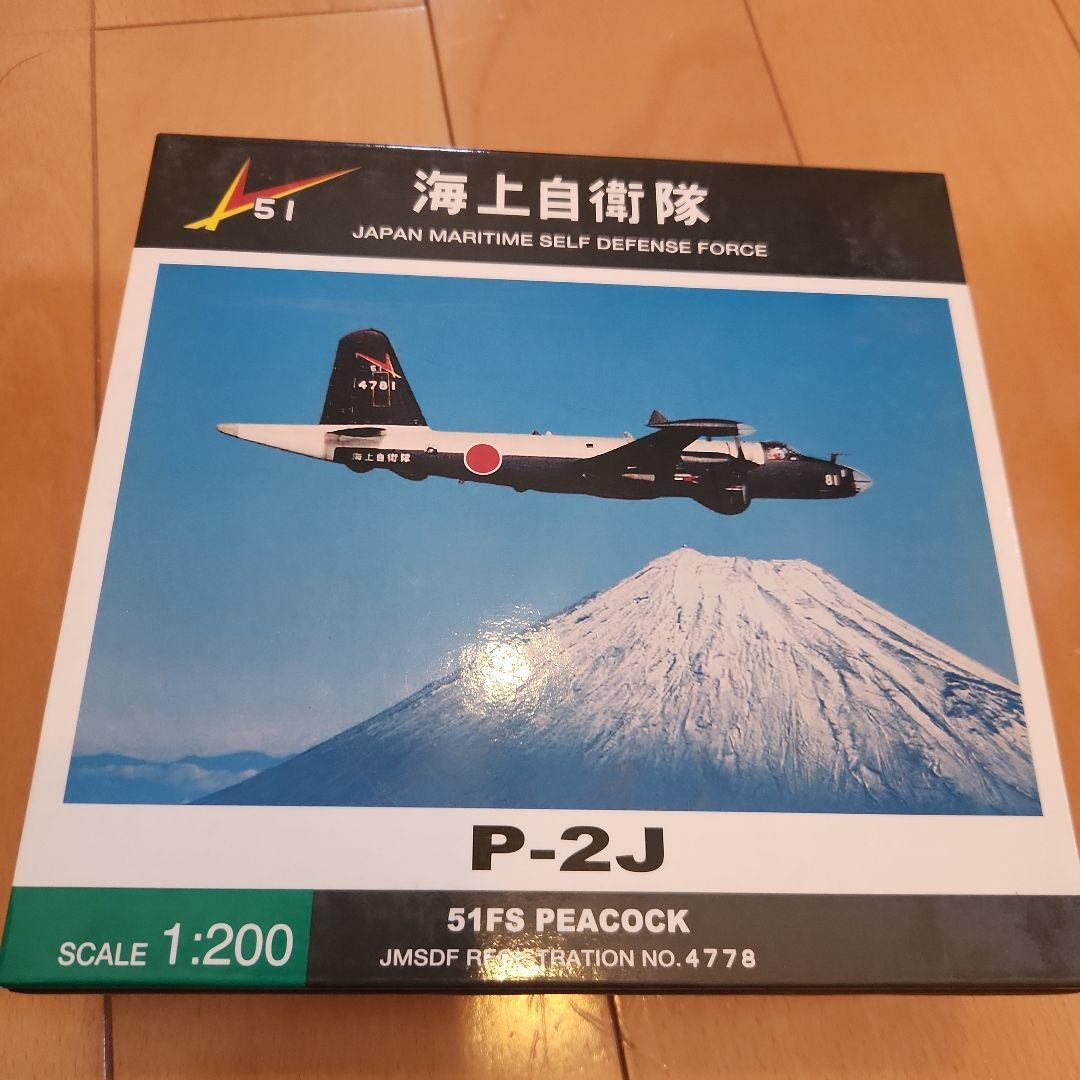 51
海上自衛隊
JAPAN MARITIME SELF DEFENSE FORCE
51
4781
海上自衛隊
81
P-2J
51FS PEACOCK
SCALE 1:200
JMSDF REGISTRATION NO.4778